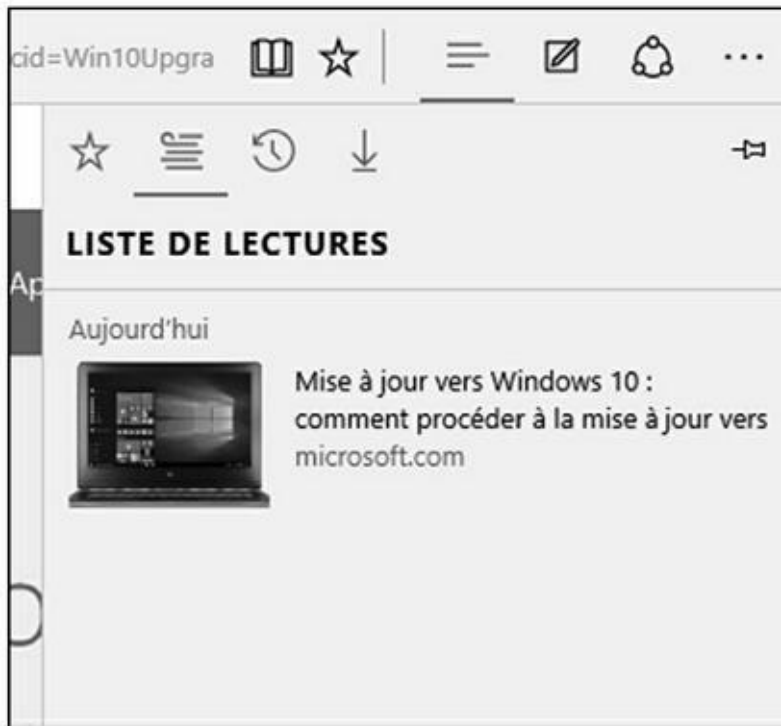 cid=Win10Upgra
LISTE DE LECTURES
Ap
Aujourd'hui
Mise à jour vers Windows 10 :
comment procéder à la mise à jour vers
microsoft.com